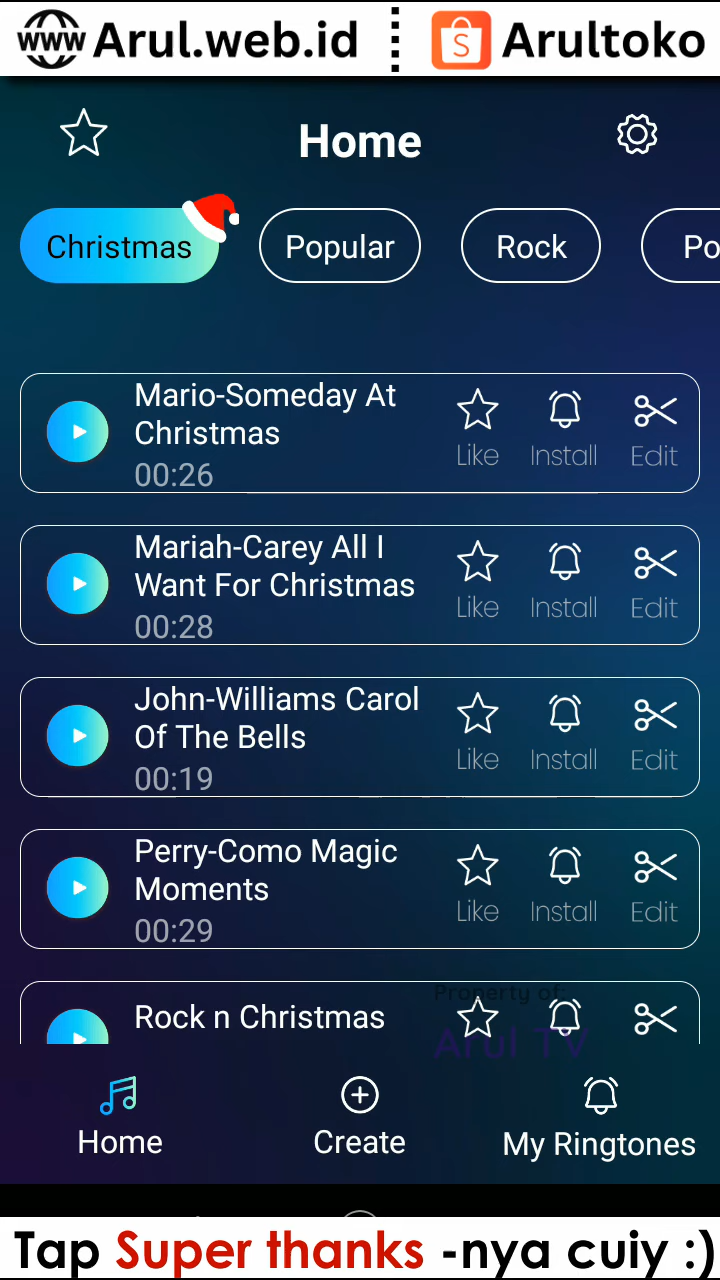 www Arul.web.id Arultoko
Home
Christmas Popular Rock Po
Mario-Someday At
Christmas
00:26
Like Install Edit
Mariah-Carey All I
Want For Christmas
00:28
Like Install Edit
John-Williams Carol
Of The Bells
00:19
Like Install Edit
Perry-Como Magic
Moments
00:29
Like Install Edit
Property of:
Rock n Christmas
Arul TV
Home Create My Ringtones
Tap Super thanks -nya cuiy :)